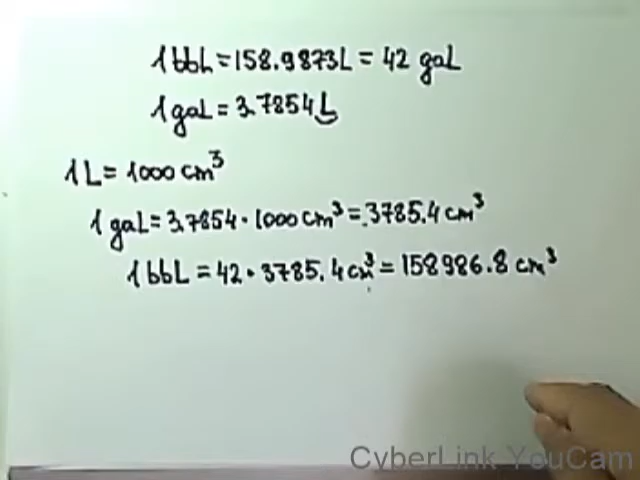 1 bbL = 158.9873L = 42 gaL
1 gaL = 3.7854 L
1 L = 1000 cm³
1 gaL = 3.7854 · 1000 cm³ = 3785.4 cm³
1 bbL = 42 · 3785.4 cm³ = 158986.8 cm³
CyberLink YouCam